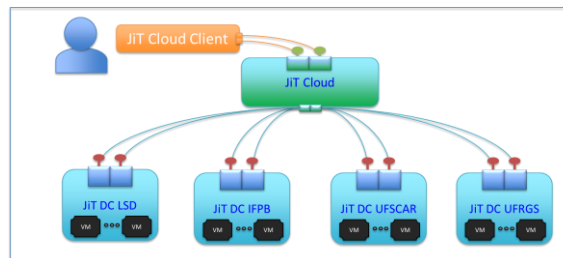 JiT Cloud Client
JiT Cloud
JiT DC LSD
JiT DC IFPB
JiT DC UFSCAR
JiT DC UFRGS
VM
VM
VM
VM
VM
VM
VM
VM